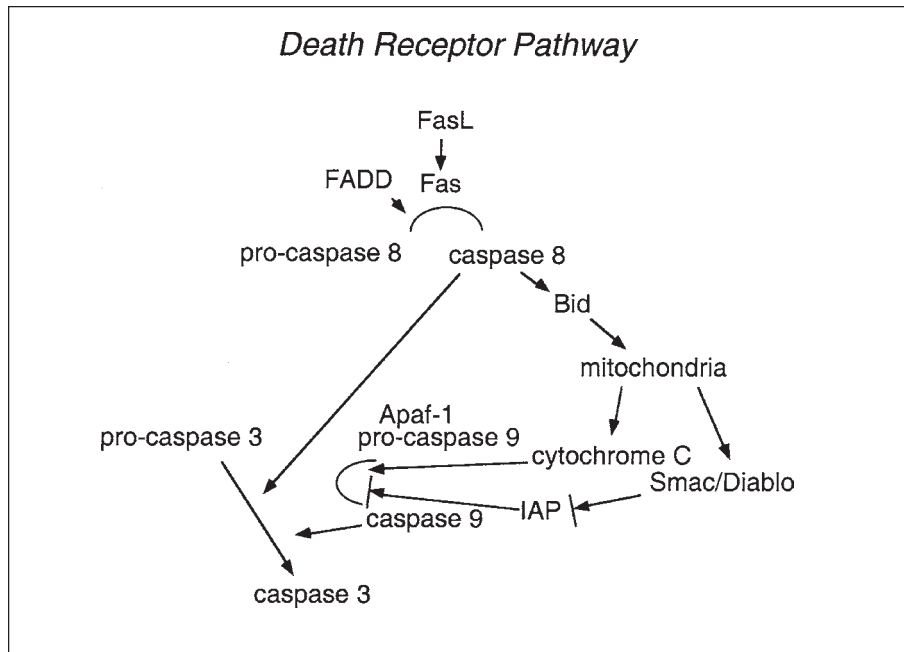 Death Receptor Pathway
FasL
FADD
Fas
pro-caspase 8
caspase 8
Bid
mitochondria
Apaf-1
pro-caspase 3
pro-caspase 9
cytochrome C
Smac/Diablo
IAP
caspase 9
caspase 3